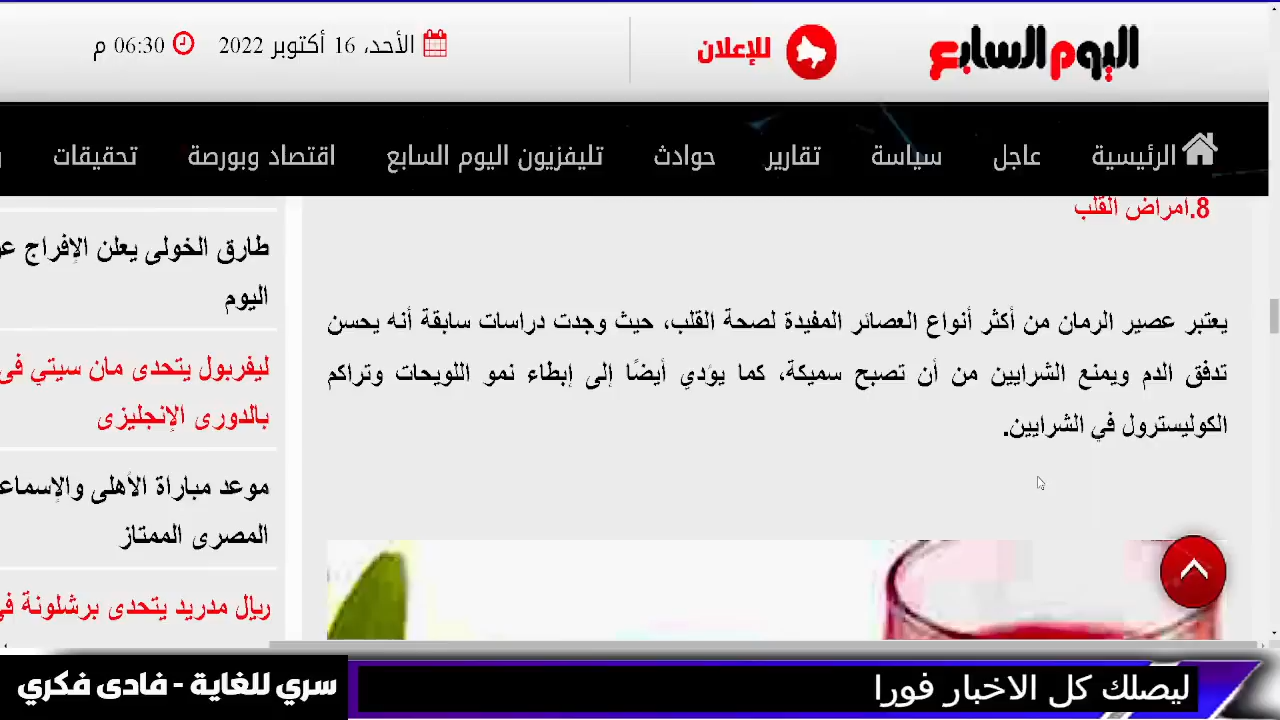 اليوم السابع
للإعلان
الأحد، 16 أكتوبر 2022
06:30 م
الرئيسية عاجل سياسة تقارير حوادث تليفزيون اليوم السابع اقتصاد وبورصة تحقيقات
8.أمراض القلب
يعتبر عصير الرمان من أكثر أنواع العصائر المفيدة لصحة القلب، حيث وجدت دراسات سابقة أنه يحسن
تدفق الدم ويمنع الشرايين من أن تصبح سميكة، كما يؤدي أيضًا إلى إبطاء نمو اللويحات وتراكم
الكوليسترول في الشرايين.
طارق الخولى يعلن الإفراج
اليوم
ليفربول يتحدى مان سيتي فى
بالدورى الإنجليزى
موعد مباراة الأهلى
المصرى الممتاز
ريال مدريد يتحدى برشلونة
ليصلك كل الاخبار فورا
سري للغاية - فادى فكري